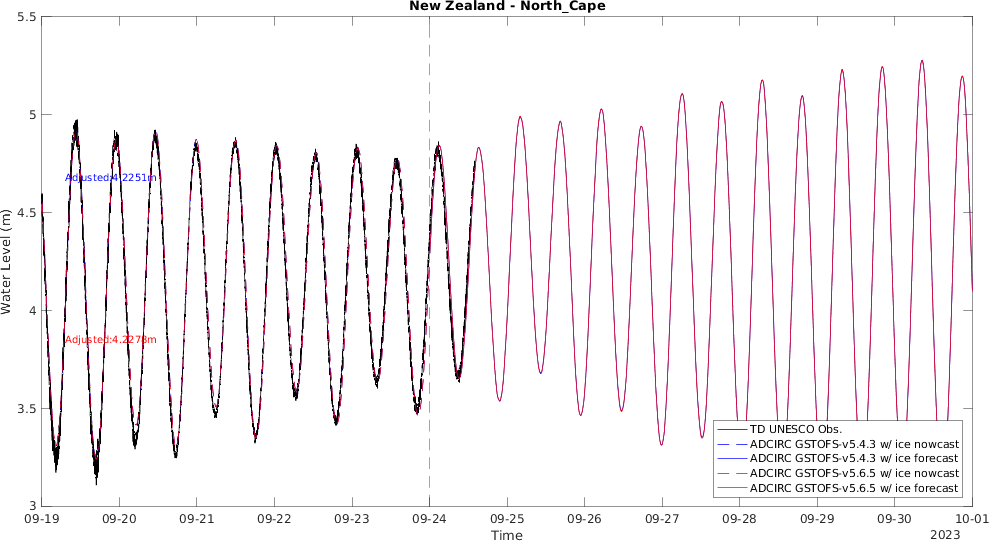 New Zealand - North_Cape
5.5
5
4.5
4
3.5
3
Water Level (m)
Adjusted:4.2251m
Adjusted:4.2278m
TD UNESCO Obs.
ADCIRC GSTOFS-v5.4.3 w/ ice nowcast
ADCIRC GSTOFS-v5.4.3 w/ ice forecast
ADCIRC GSTOFS-v5.6.5 w/ ice nowcast
ADCIRC GSTOFS-v5.6.5 w/ ice forecast
09-19 09-20 09-21 09-22 09-23 09-24 09-25 09-26 09-27 09-28 09-29 09-30 10-01
Time
2023